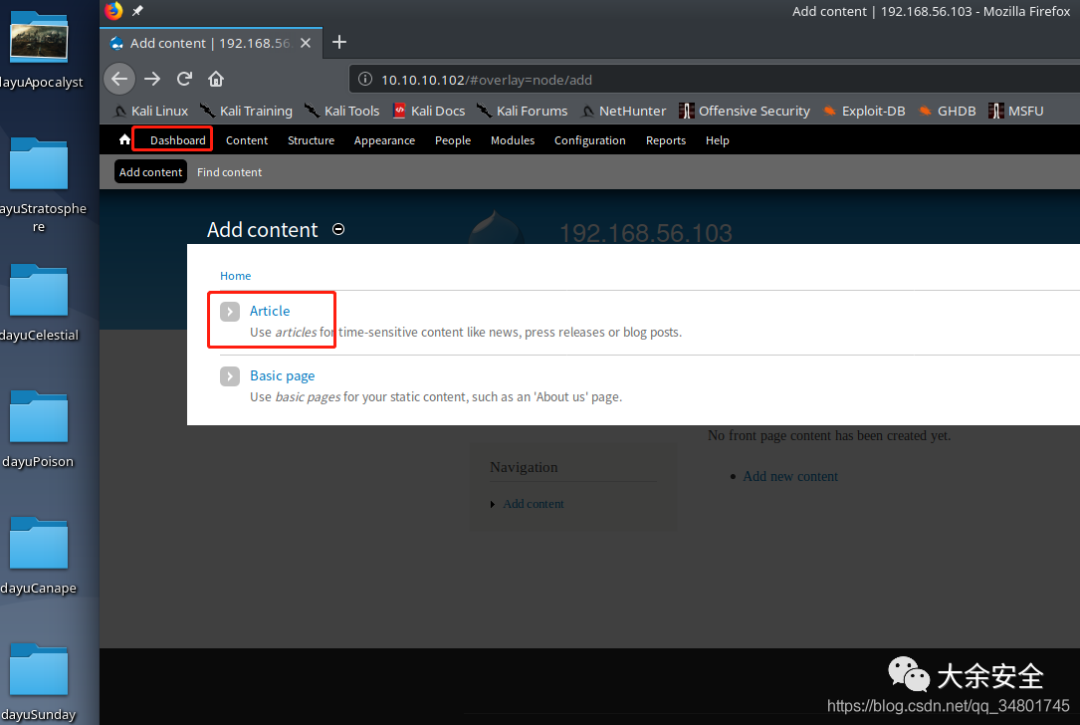 Add content | 192.168.56.103 - Mozilla Firefox
Add content | 192.168.56
10.10.10.102/#overlay=node/add
Kali Linux Kali Training Kali Tools Kali Docs Kali Forums NetHunter Offensive Security Exploit-DB GHDB MSFU
Dashboard Content Structure Appearance People Modules Configuration Reports Help
Add content Find content
Add content
192.168.56.103
Home
Article
Use articles for time-sensitive content like news, press releases or blog posts.
Basic page
Use basic pages for your static content, such as an 'About us' page.
No front page content has been created yet.
Navigation
Add new content
Add content
dayuApocalyst
ayuStratosphe
re
dayuCelestial
dayuPoison
dayuCanape
dayuSunday
大余安全
https://blog.csdn.net/qq_34801745